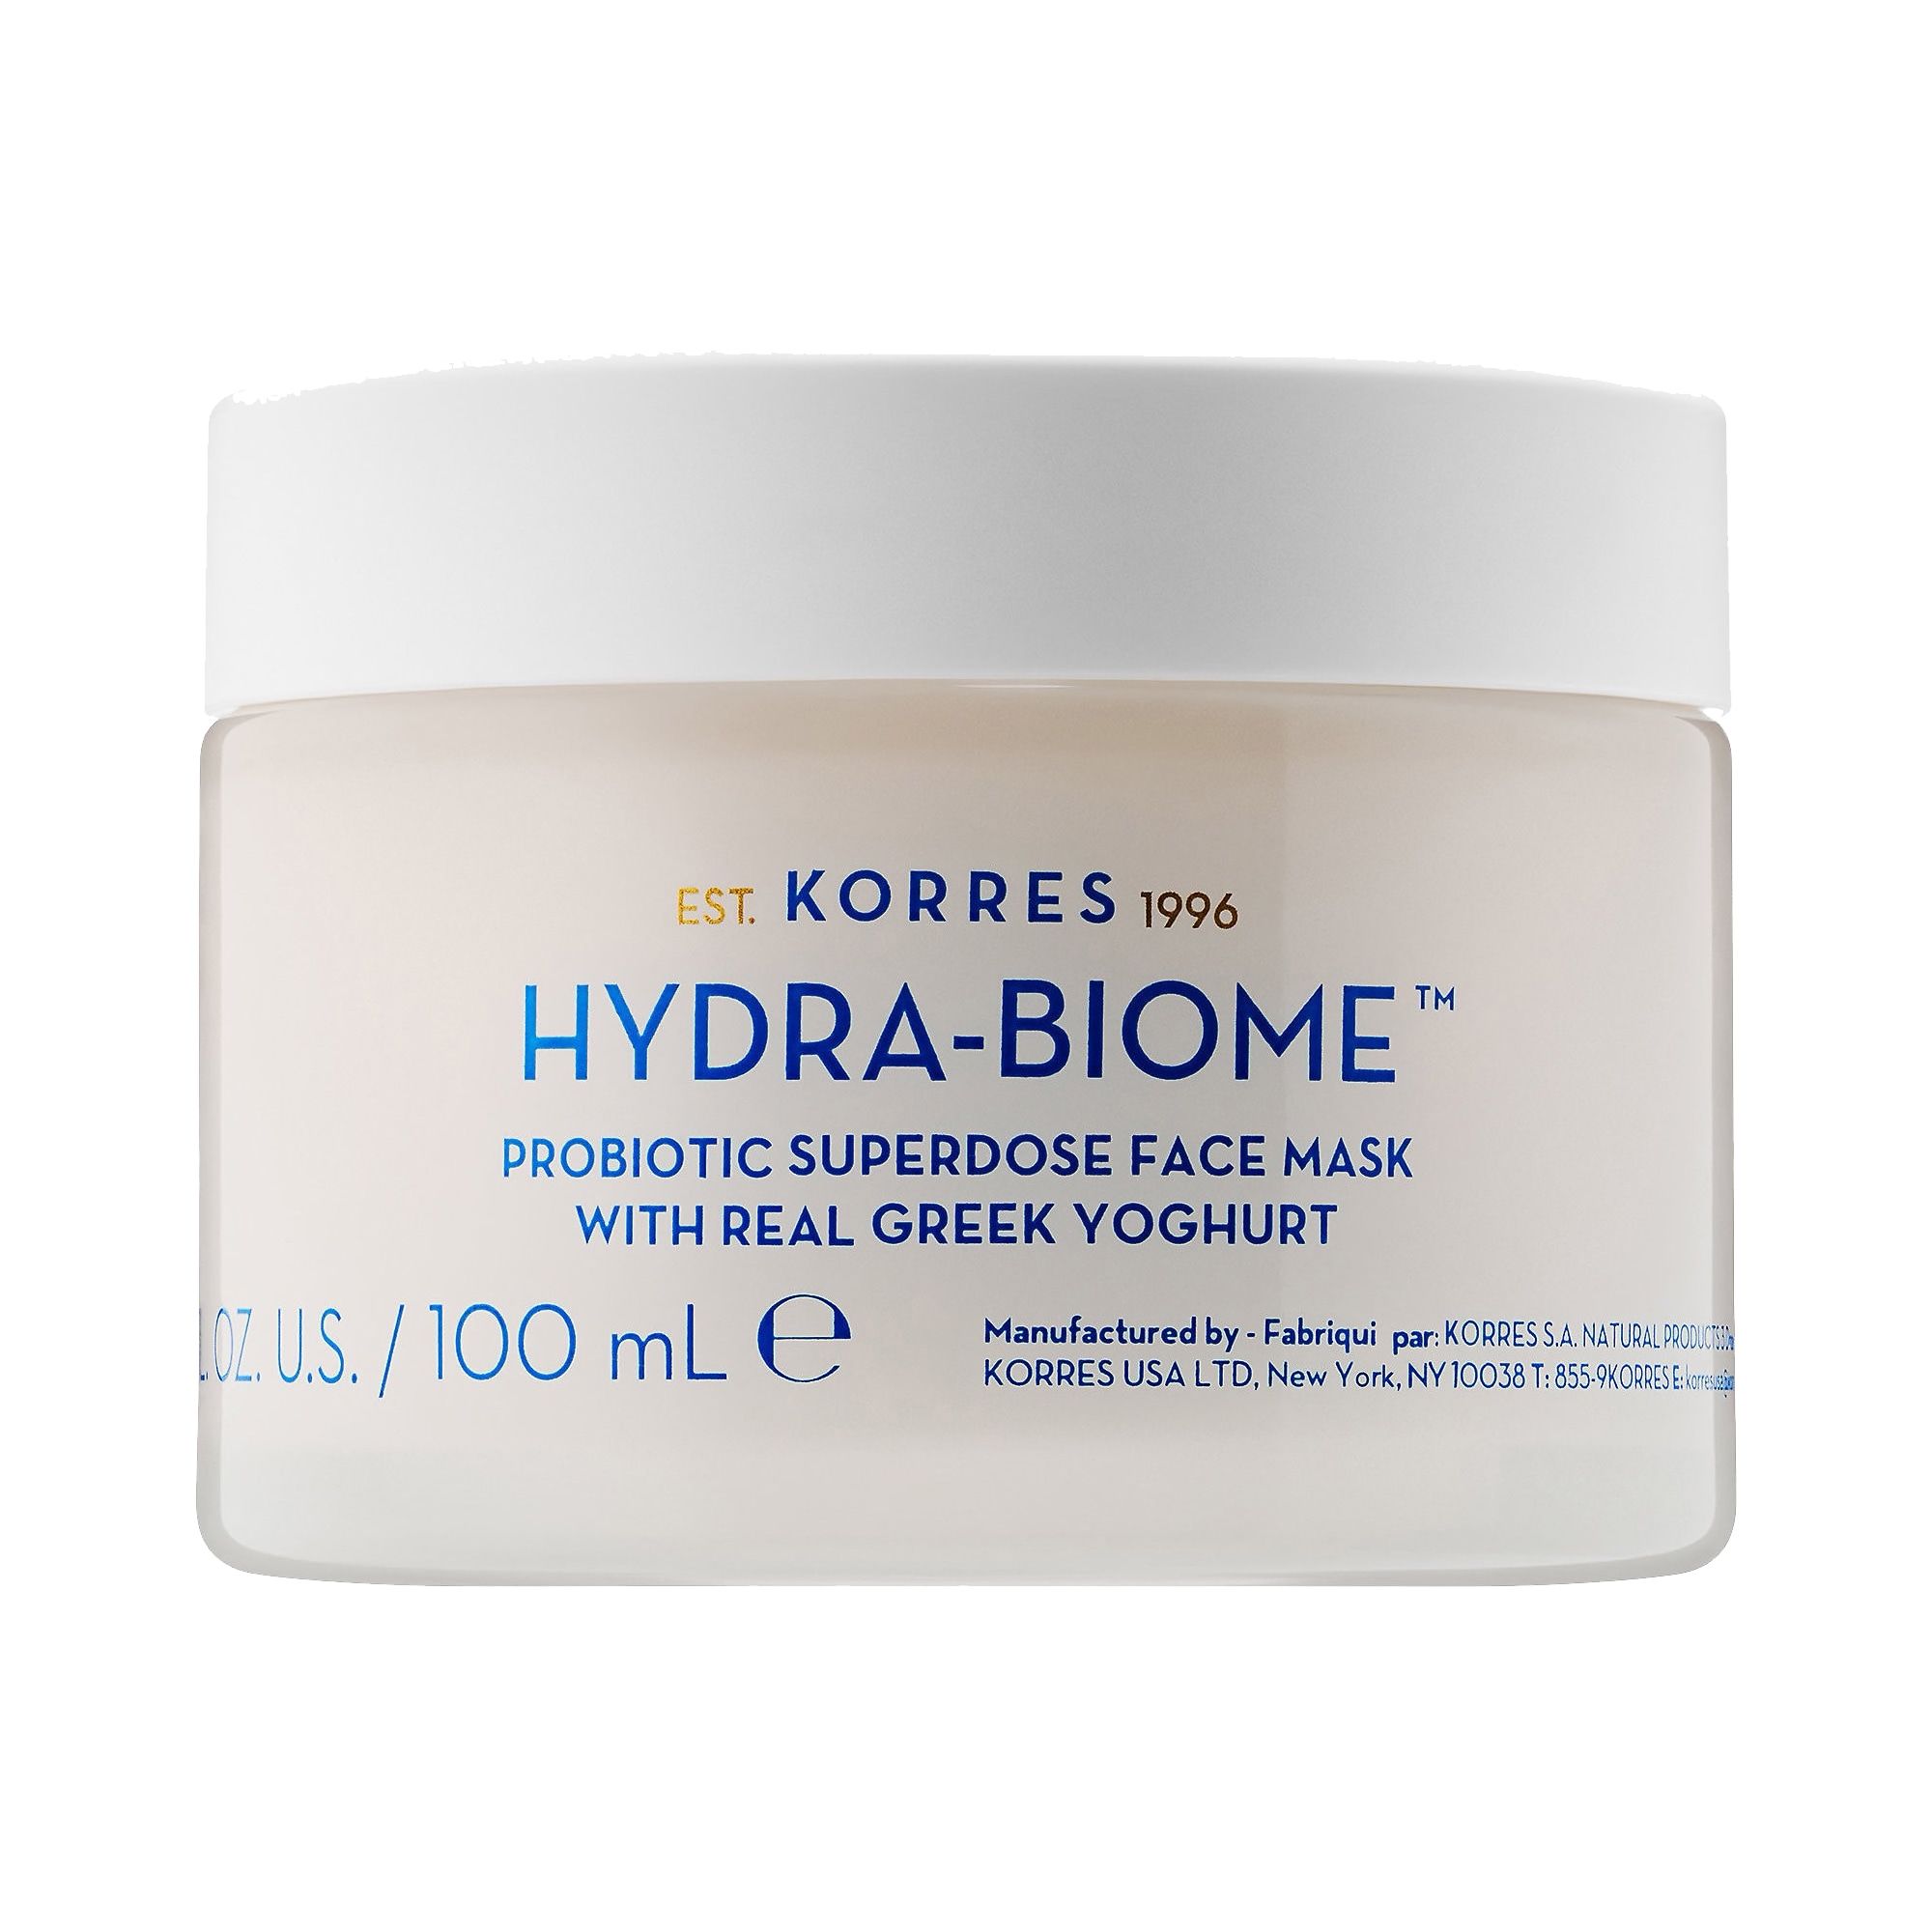 EST. KORRES 1996
HYDRA-BIOME™
PROBIOTIC SUPERDOSE FACE MASK
WITH REAL GREEK YOGHURT
OZ. U.S. / 100 mL ℮
Manufactured by - Fabriqui par: KORRES S.A. NATURAL PRODUCTS
KORRES USA LTD, New York, NY 10038 T: 855-9KORRES E: